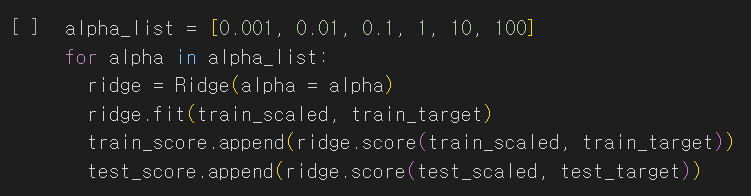 [ ] alpha_list = [0.001, 0.01, 0.1, 1, 10, 100]
for alpha in alpha_list:
  ridge = Ridge(alpha = alpha)
  ridge.fit(train_scaled, train_target)
  train_score.append(ridge.score(train_scaled, train_target))
  test_score.append(ridge.score(test_scaled, test_target))